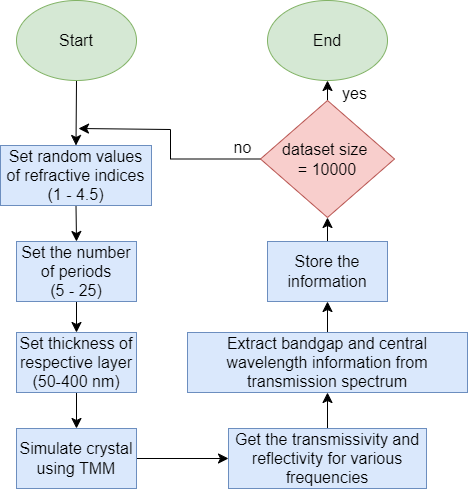 Start
Set random values
of refractive indices
(1 - 4.5)
Set the number
of periods
(5 - 25)
Set thickness of
respective layer
(50-400 nm)
Simulate crystal
using TMM
Get the transmissivity and
reflectivity for various
frequencies
Extract bandgap and central
wavelength information from
transmission spectrum
Store the
information
dataset size
= 10000
no
yes
End